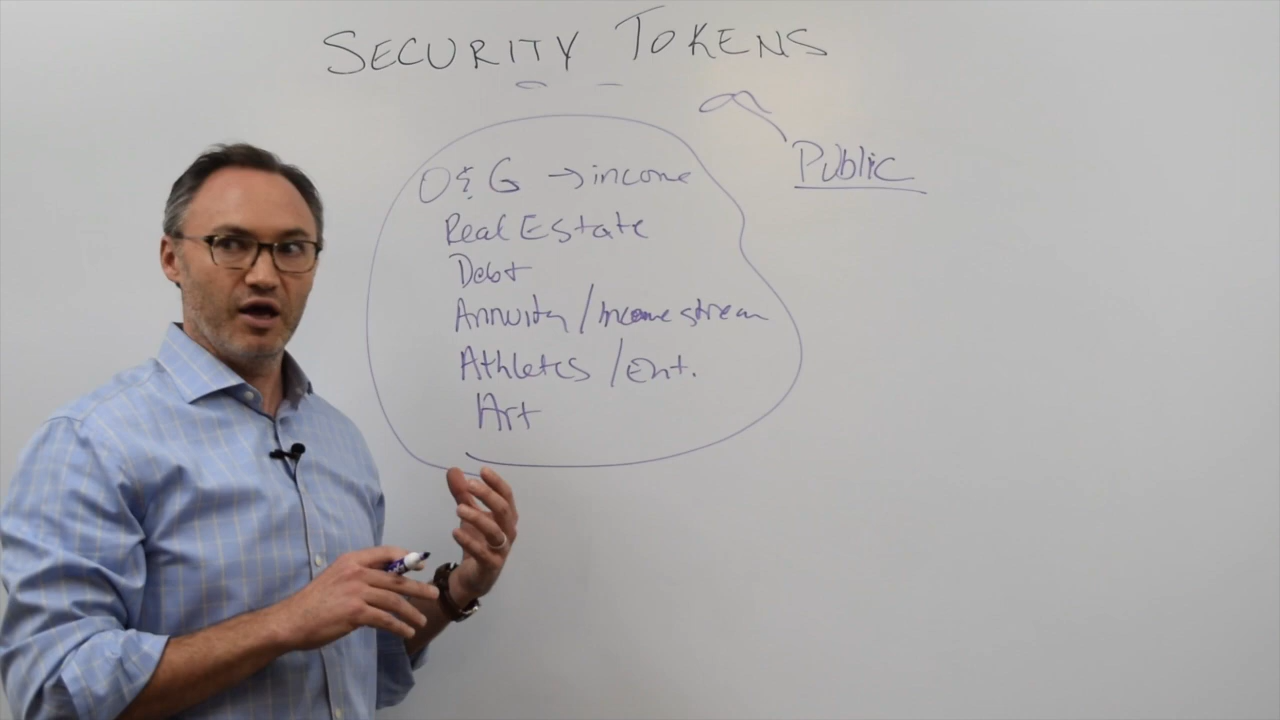 SECURITY TOKENS
Public
O & G → income
Real Estate
Debt
Annuity / Income stream
Athletes / Ent.
Art